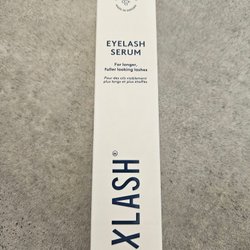 EYELASH
SERUM
For longer,
fuller looking lashes
Pour des cils visiblement
plus longs et plus étoffés
XLASH®